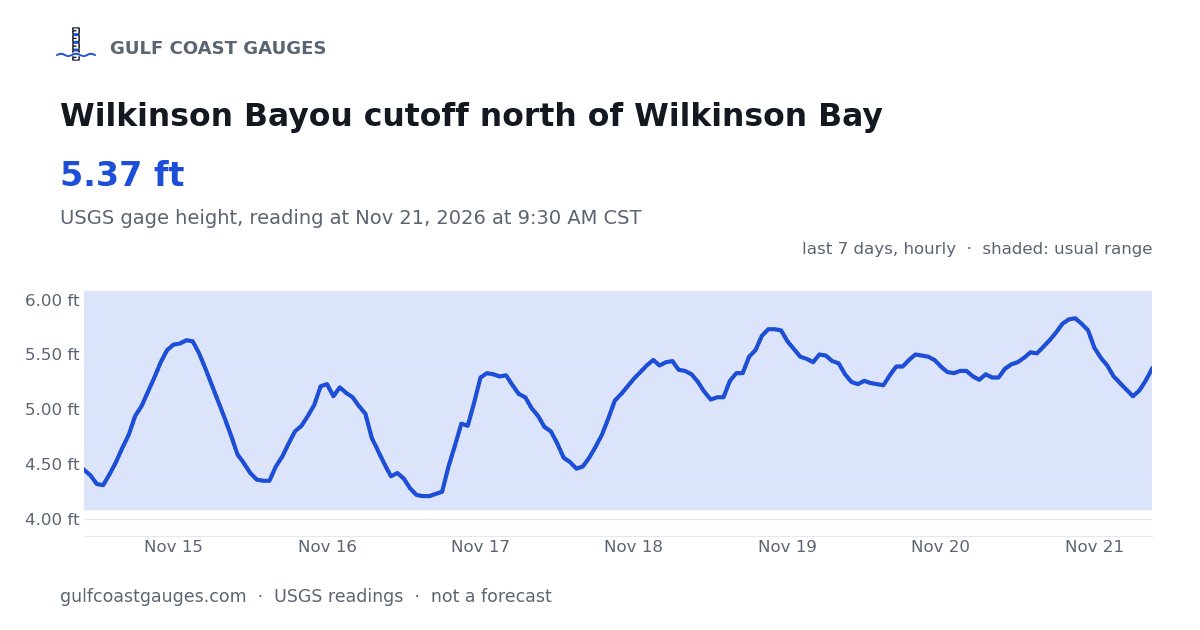 GULF COAST GAUGES
Wilkinson Bayou cutoff north of Wilkinson Bay
5.37 ft
USGS gage height, reading at Nov 21, 2026 at 9:30 AM CST
last 7 days, hourly · shaded: usual range
6.00 ft
5.50 ft
5.00 ft
4.50 ft
4.00 ft
Nov 15 Nov 16 Nov 17 Nov 18 Nov 19 Nov 20 Nov 21
gulfcoastgauges.com · USGS readings · not a forecast